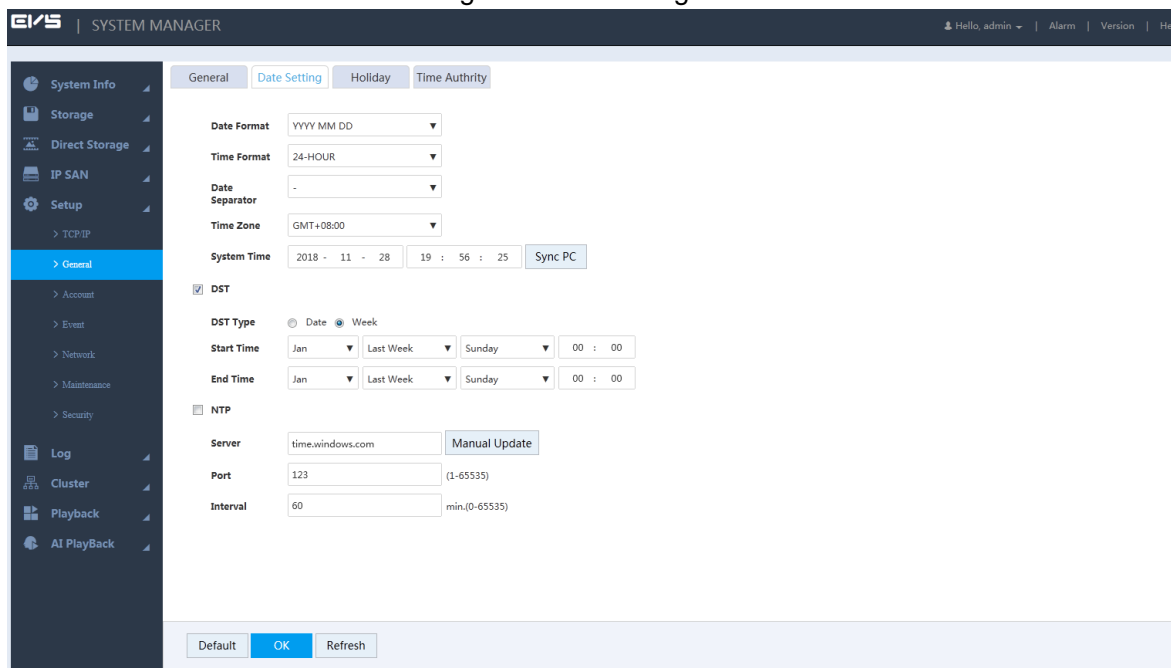 EVS | SYSTEM MANAGER
Hello, admin | Alarm | Version |
System Info
Storage
Direct Storage
IP SAN
Setup
> TCP/IP
> General
> Account
> Event
> Network
> Maintenance
> Security
Log
Cluster
Playback
AI PlayBack
General Date Setting Holiday Time Authrity
Date Format YYYY MM DD
Time Format 24-HOUR
Date Separator -
Time Zone GMT+08:00
System Time 2018 - 11 - 28 19 : 56 : 25 Sync PC
DST
DST Type Date Week
Start Time Jan Last Week Sunday 00 : 00
End Time Jan Last Week Sunday 00 : 00
NTP
Server time.windows.com Manual Update
Port 123 (1-65535)
Interval 60 min.(0-65535)
Default OK Refresh